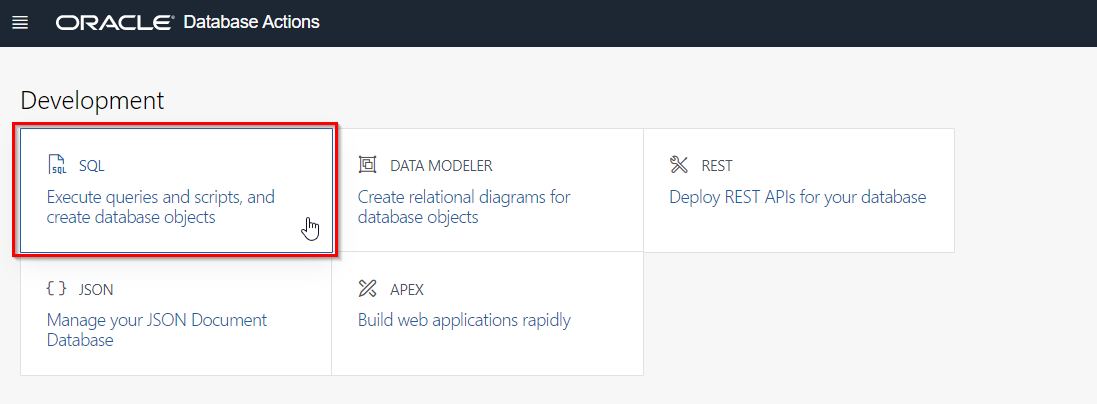 ORACLE Database Actions
Development
SQL
SQL
Execute queries and scripts, and
create database objects
DATA MODELER
Create relational diagrams for
database objects
REST
Deploy REST APIs for your database
{ } JSON
Manage your JSON Document
Database
APEX
Build web applications rapidly